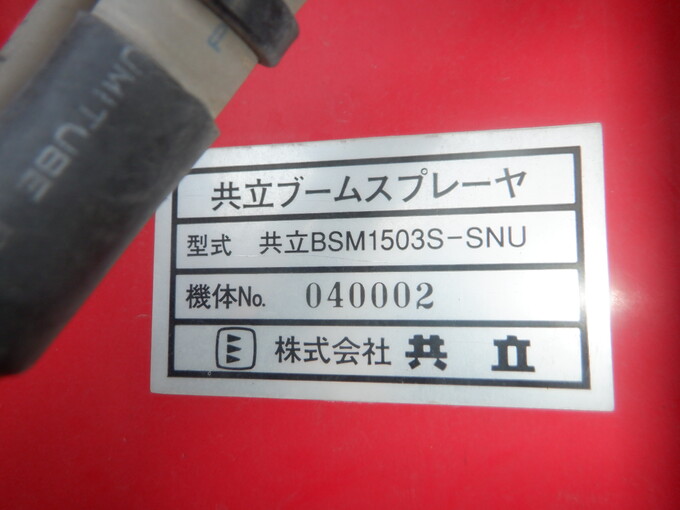 UMITUBE
共立ブームスプレーヤ
型式 共立BSM1503S-SNU
機体No. 040002
株式会社 共立